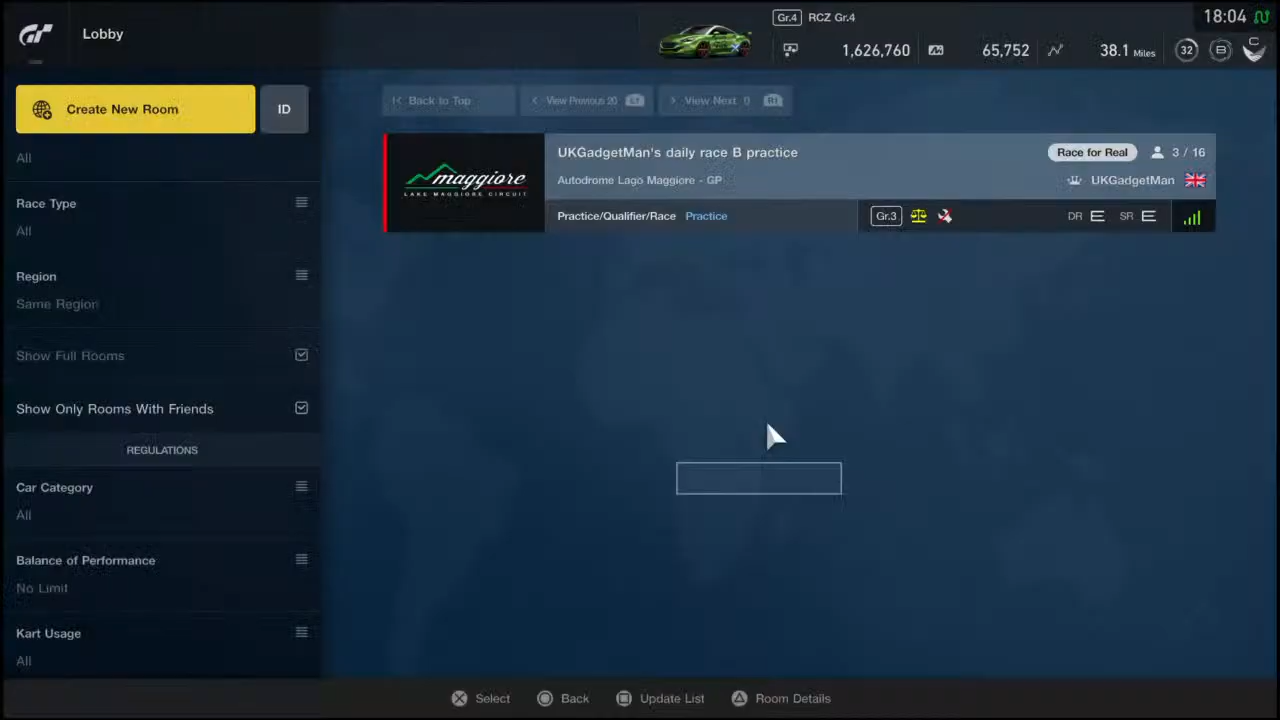 Lobby
Gr.4 RCZ Gr.4
18:04
1,626,760
65,752
38.1 Miles
32
B
C
Create New Room
ID
All
Race Type
All
Region
Same Region
Show Full Rooms
Show Only Rooms With Friends
REGULATIONS
Car Category
All
Balance of Performance
No Limit
Kart Usage
All
Back to Top
View Previous 20 L1
View Next 0 R1
maggiore
LAKE MAGGIORE CIRCUIT
UKGadgetMan's daily race B practice
Race for Real
3 / 16
Autodrome Lago Maggiore - GP
UKGadgetMan
Practice/Qualifier/Race Practice
Gr.3
DR E SR E
Select
Back
Update List
Room Details